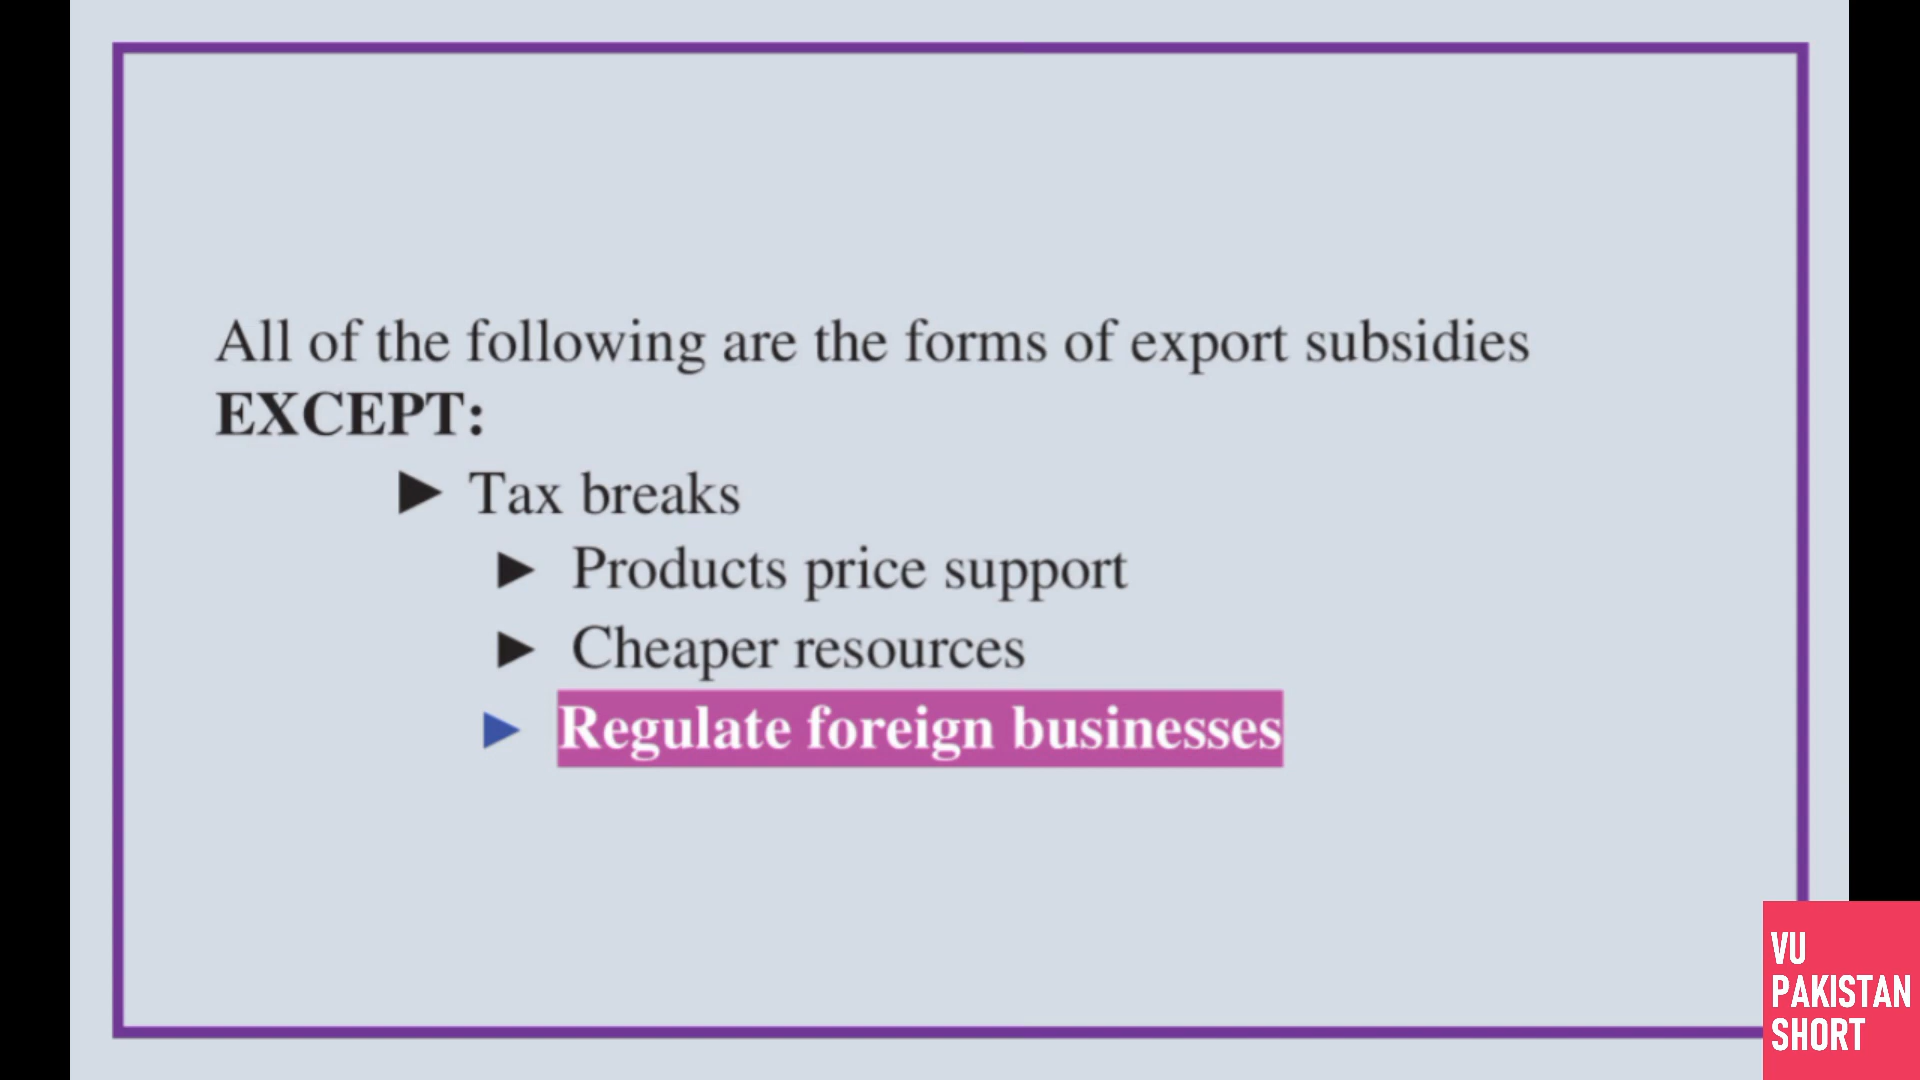 All of the following are the forms of export subsidies
EXCEPT:
► Tax breaks
► Products price support
► Cheaper resources
► Regulate foreign businesses
VU
PAKISTAN
SHORT